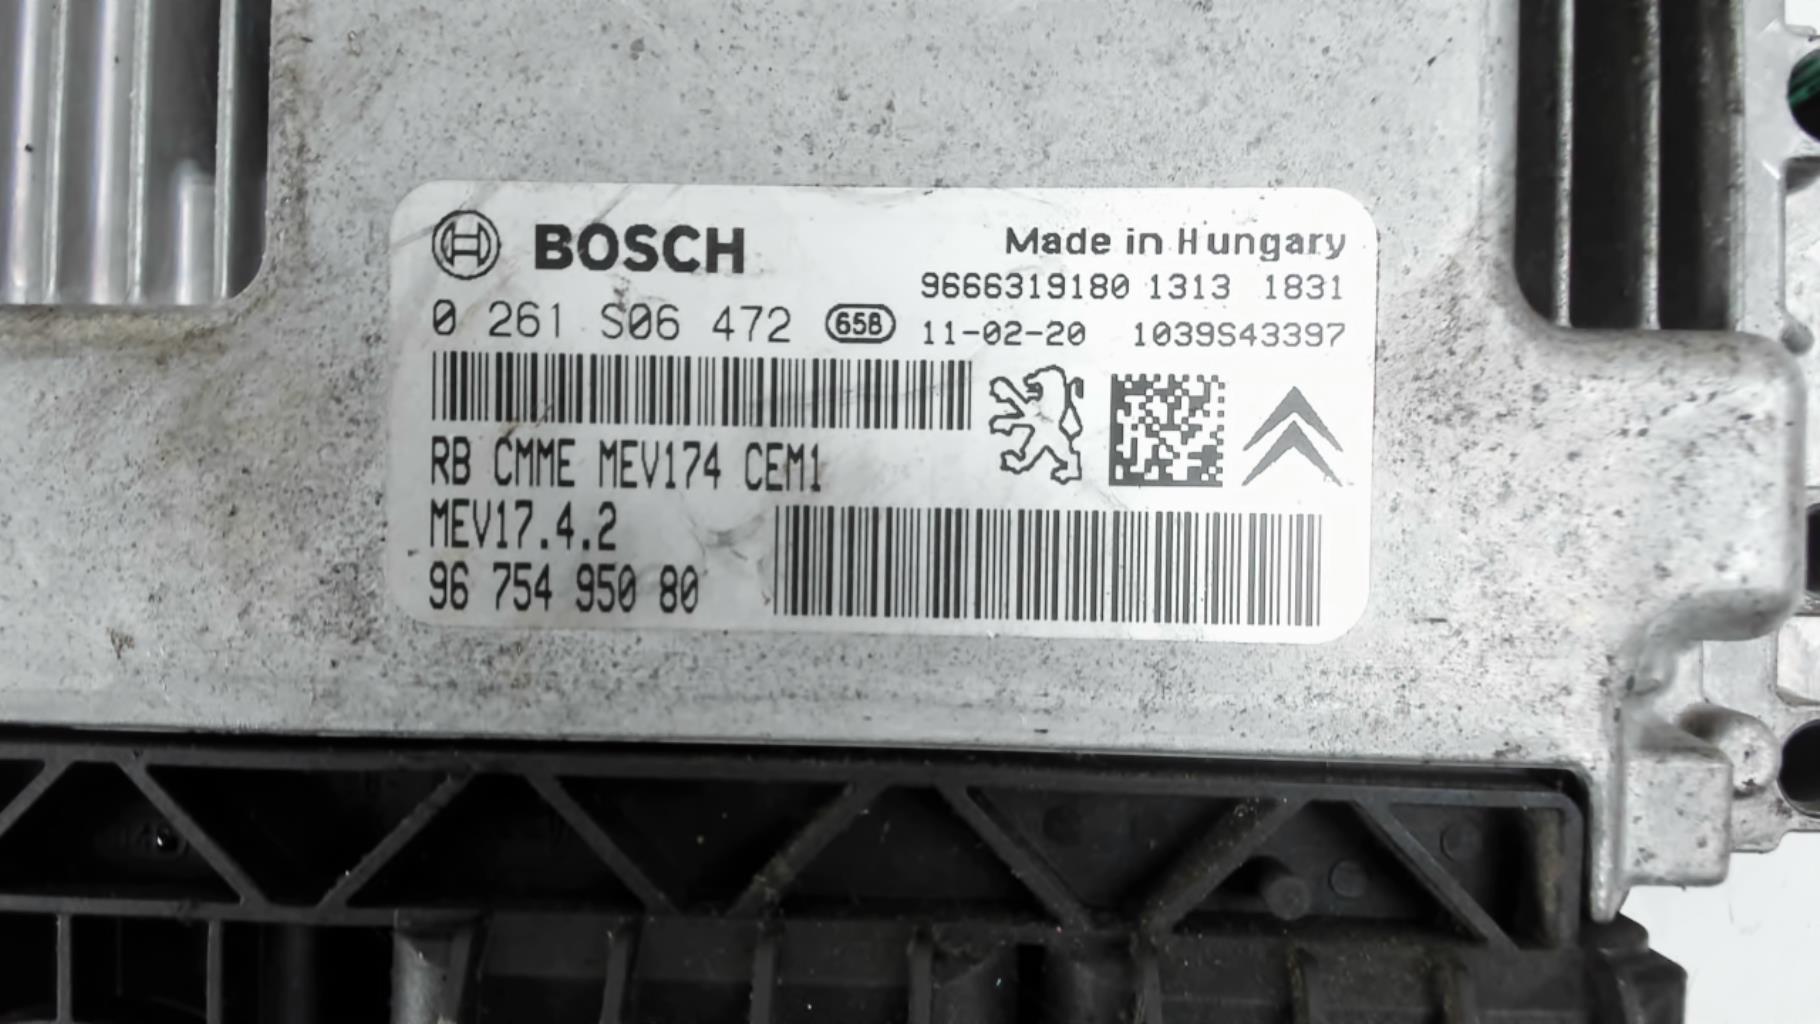 BOSCH
Made in Hungary
9666319180 1313 1831
0 261 S06 472 658
11-02-20 1039S43397
RB CMME MEV174 CEM1
MEV17.4.2
96 754 950 80